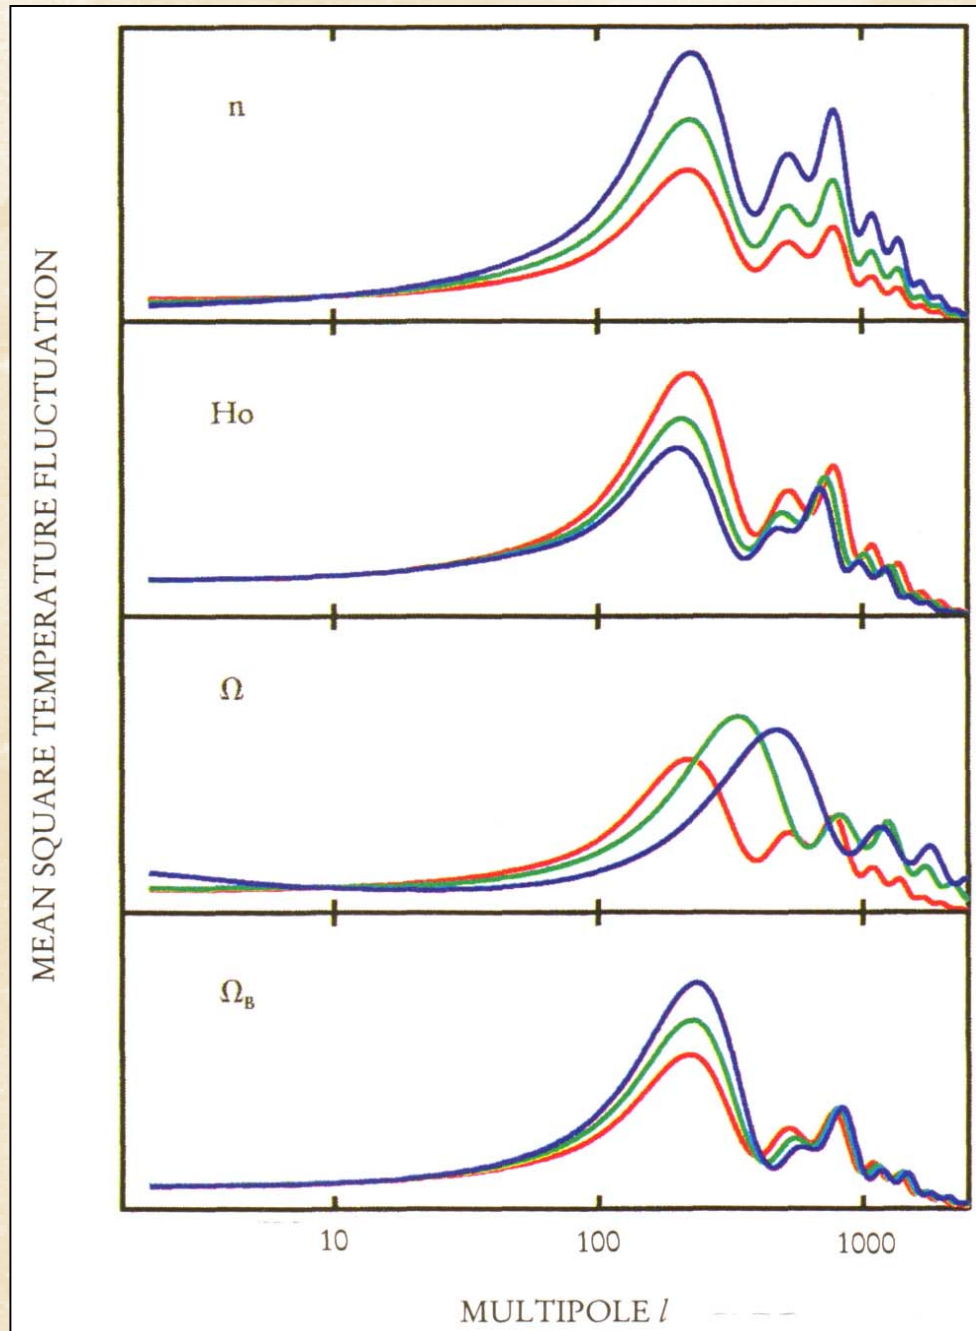 MEAN SQUARE TEMPERATURE FLUCTUATION
n
Ho
Ω
Ω_B
10 100 1000
MULTIPOLE l